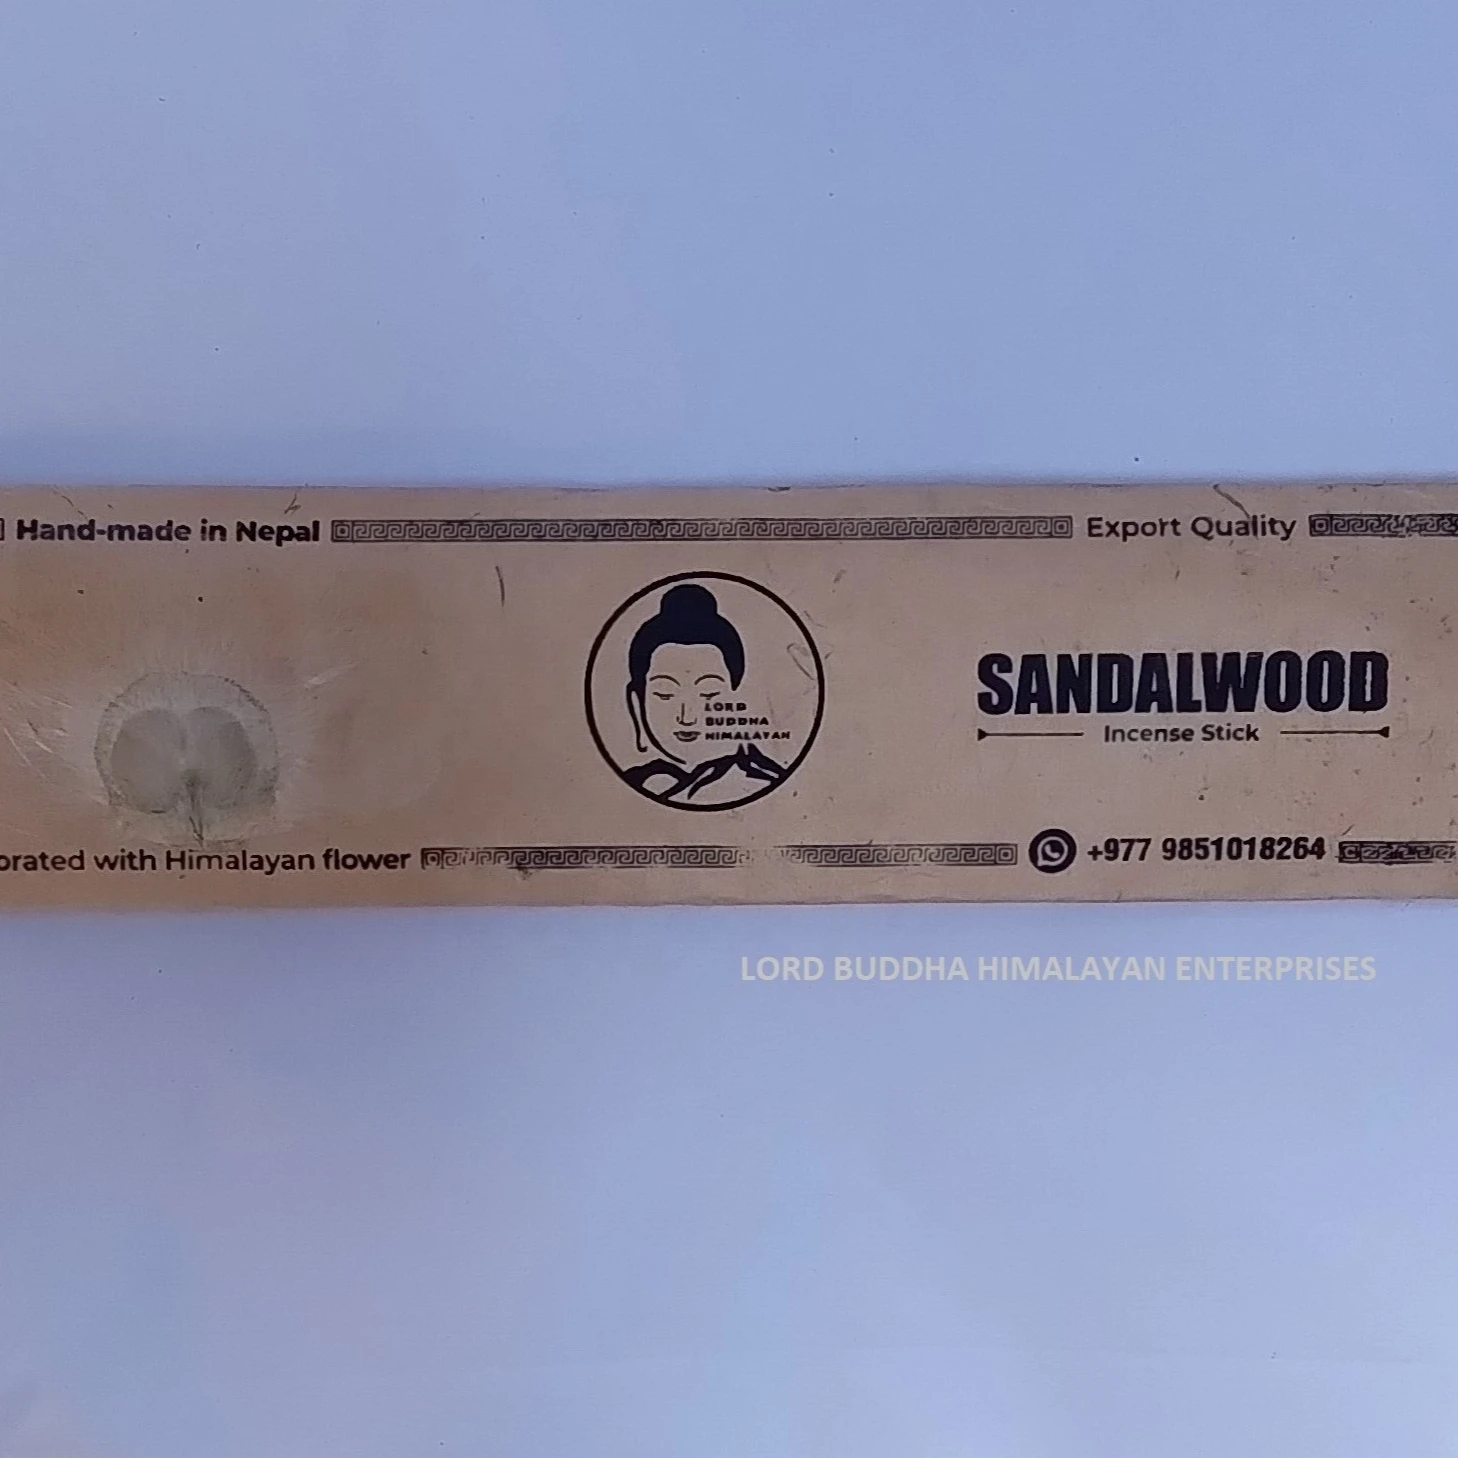 Hand-made in Nepal
Export Quality
LORD
BUDDHA
HIMALAYAN
SANDALWOOD
Incense Stick
with Himalayan flower
+977 9851018264
LORD BUDDHA HIMALAYAN ENTERPRISES